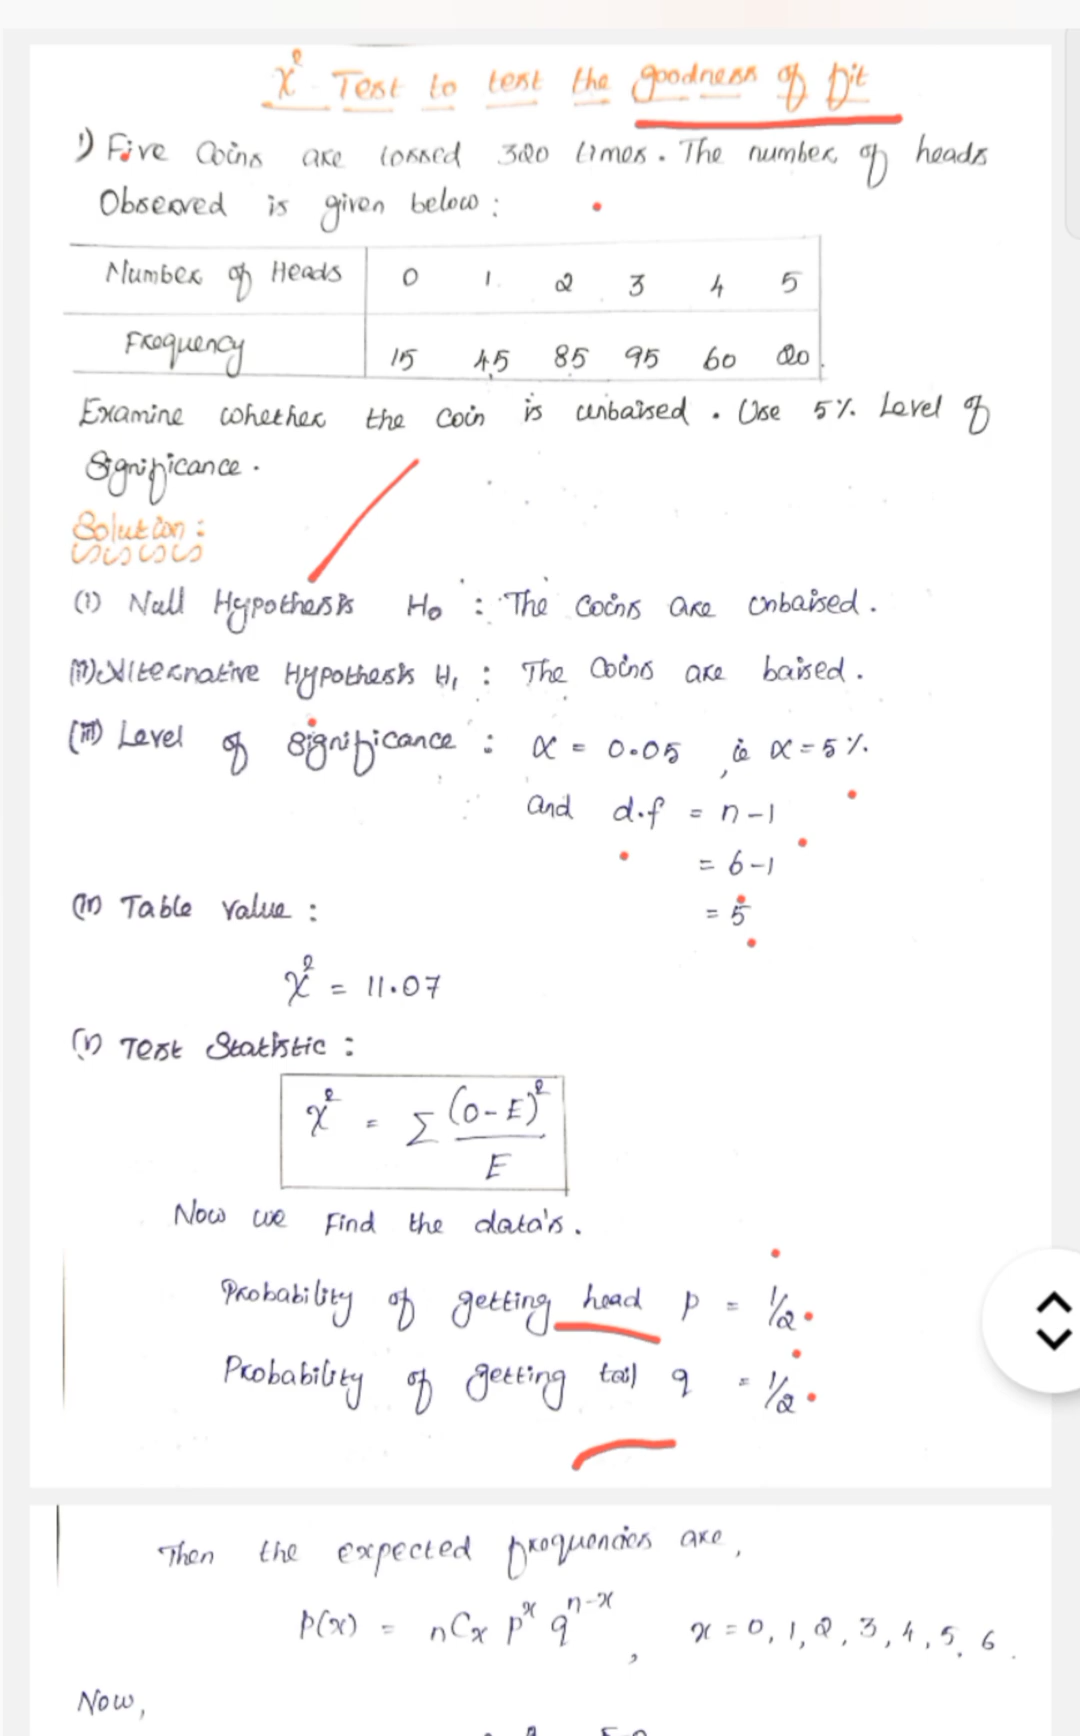 χ² Test to test the goodness of fit
1) Five Coins are tossed 320 times. The number of heads
Observed is given below:
Number of Heads 0 1 2 3 4 5
Frequency 15 45 85 95 60 20
Examine whether the coin is unbaised. Use 5% Level of
Significance.
Solution:
(i) Null Hypothesis H₀ : The coins are unbaised.
(ii) Alternative Hypothesis H₁ : The Coins are baised.
(iii) Level of significance : α = 0.05, ie α = 5%.
and d.f = n-1
= 6-1
= 5
(iv) Table value :
χ² = 11.07
(v) Test Statistic :
χ² = Σ (O-E)²
E
Now we Find the data's.
Probability of getting head p = 1/2.
Probability of getting tail q = 1/2.
Then the expected frequencies are,
P(x) = nCx pˣ qⁿ⁻ˣ, x = 0, 1, 2, 3, 4, 5, 6.
Now,